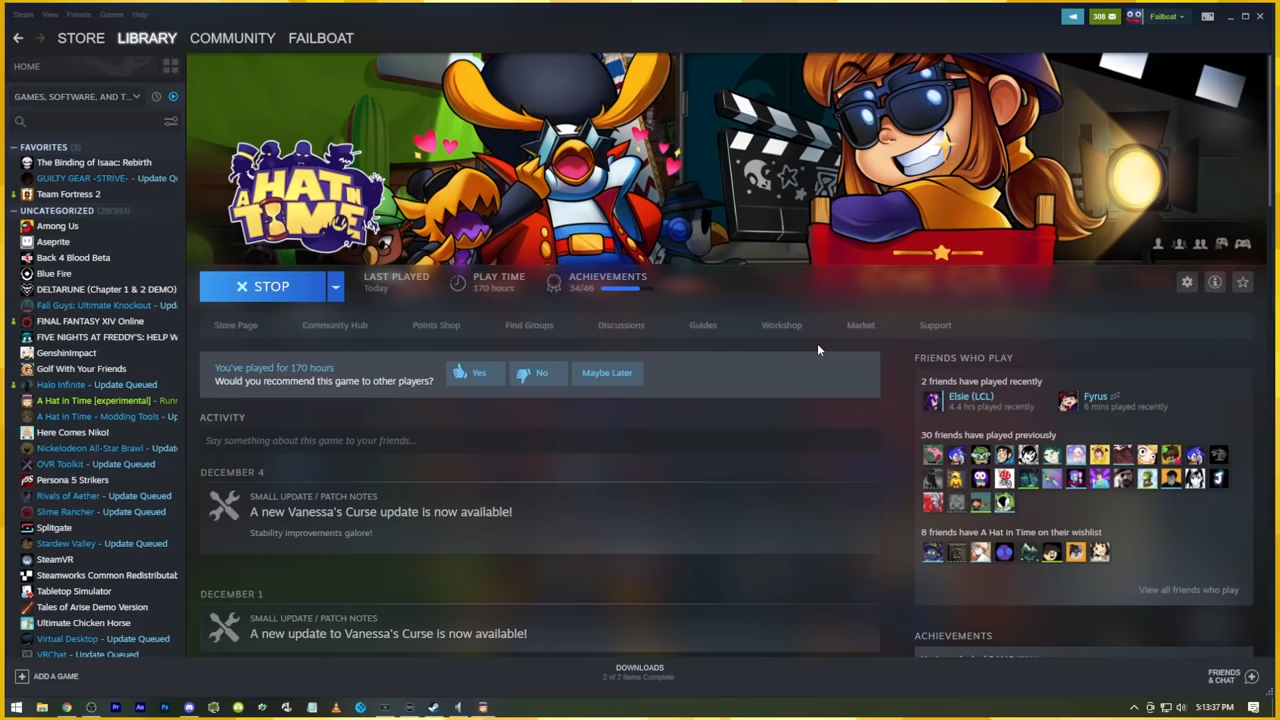 Steam View Friends Games Help
308
Failboat
STORE LIBRARY COMMUNITY FAILBOAT
HOME
GAMES, SOFTWARE, AND T...
FAVORITES (3)
The Binding of Isaac: Rebirth
GUILTY GEAR -STRIVE- - Update Qu
Team Fortress 2
UNCATEGORIZED
Among Us
Aseprite
Back 4 Blood Beta
Blue Fire
DELTARUNE (Chapter 1 & 2 DEMO)
Fall Guys: Ultimate Knockout - Upd
FINAL FANTASY XIV Online
FIVE NIGHTS AT FREDDY'S: HELP W
GenshinImpact
Golf With Your Friends
Halo Infinite - Update Queued
A Hat in Time [experimental] - Runn
A Hat in Time - Modding Tools - Up
Here Comes Niko!
Nickelodeon All-Star Brawl - Update
OVR Toolkit - Update Queued
Persona 5 Strikers
Rivals of Aether - Update Queued
Slime Rancher - Update Queued
Splitgate
Stardew Valley - Update Queued
SteamVR
Steamworks Common Redistributab
Tabletop Simulator
Tales of Arise Demo Version
Ultimate Chicken Horse
Virtual Desktop - Update Queued
VRChat - Update Queued
A HAT IN TIME
STOP
LAST PLAYED
Today
PLAY TIME
170 hours
ACHIEVEMENTS
34/46
Store Page Community Hub Points Shop Find Groups Discussions Guides Workshop Market Support
You've played for 170 hours
Would you recommend this game to other players?
Yes No Maybe Later
ACTIVITY
Say something about this game to your friends...
DECEMBER 4
SMALL UPDATE / PATCH NOTES
A new Vanessa's Curse update is now available!
Stability improvements galore!
DECEMBER 1
SMALL UPDATE / PATCH NOTES
A new update to Vanessa's Curse is now available!
FRIENDS WHO PLAY
2 friends have played recently
Elsie (LCL)
4.4 hrs played recently
Fyrus
6 mins played recently
30 friends have played previously
8 friends have A Hat in Time on their wishlist
View all friends who play
ACHIEVEMENTS
ADD A GAME
DOWNLOADS
2 of 2 Items Complete
FRIENDS
& CHAT
5:13:37 PM